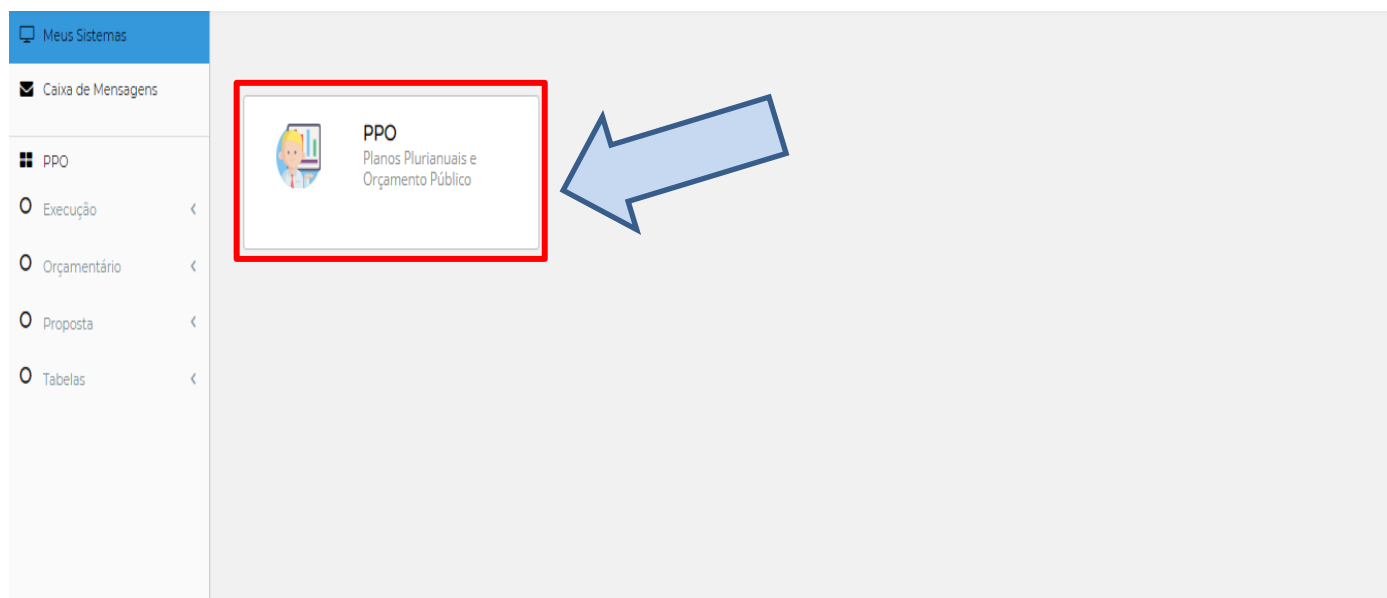 Meus Sistemas
Caixa de Mensagens
PPO
Execução
Orçamentário
Proposta
Tabelas
PPO
Planos Plurianuais e
Orçamento Público